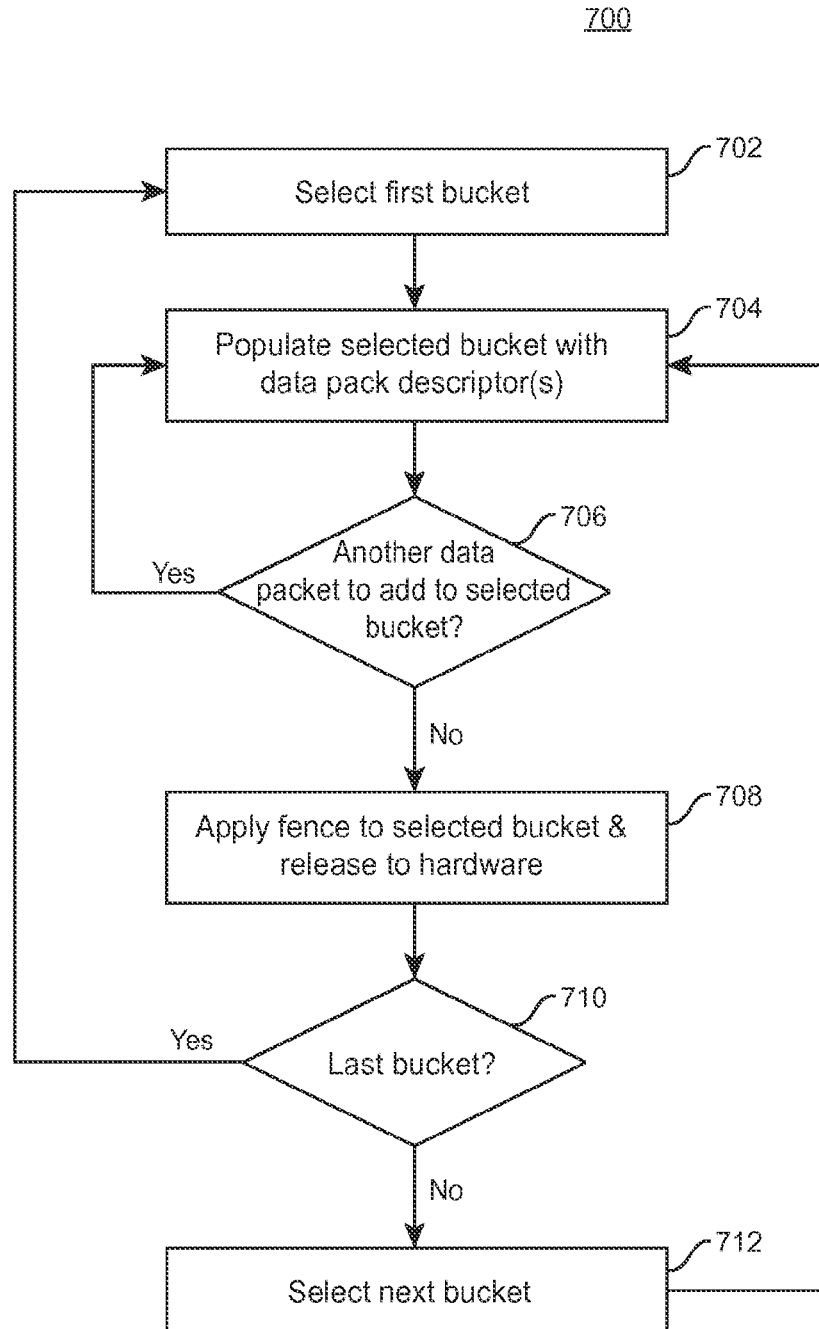 700
702
Select first bucket
704
Populate selected bucket with
data pack descriptor(s)
706
Another data
packet to add to selected
bucket?
Yes
No
708
Apply fence to selected bucket &
release to hardware
710
Yes
Last bucket?
No
712
Select next bucket